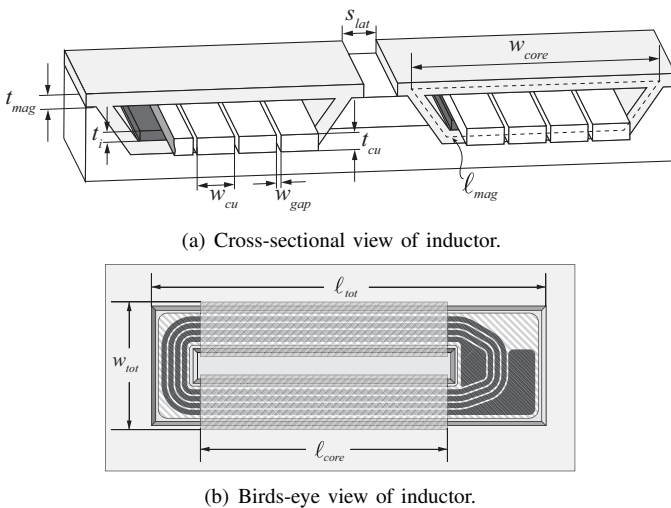 s_lat
w_core
t_mag
t_i
t_cu
w_cu
w_gap
ℓ_mag
(a) Cross-sectional view of inductor.
ℓ_tot
w_tot
ℓ_core
(b) Birds-eye view of inductor.